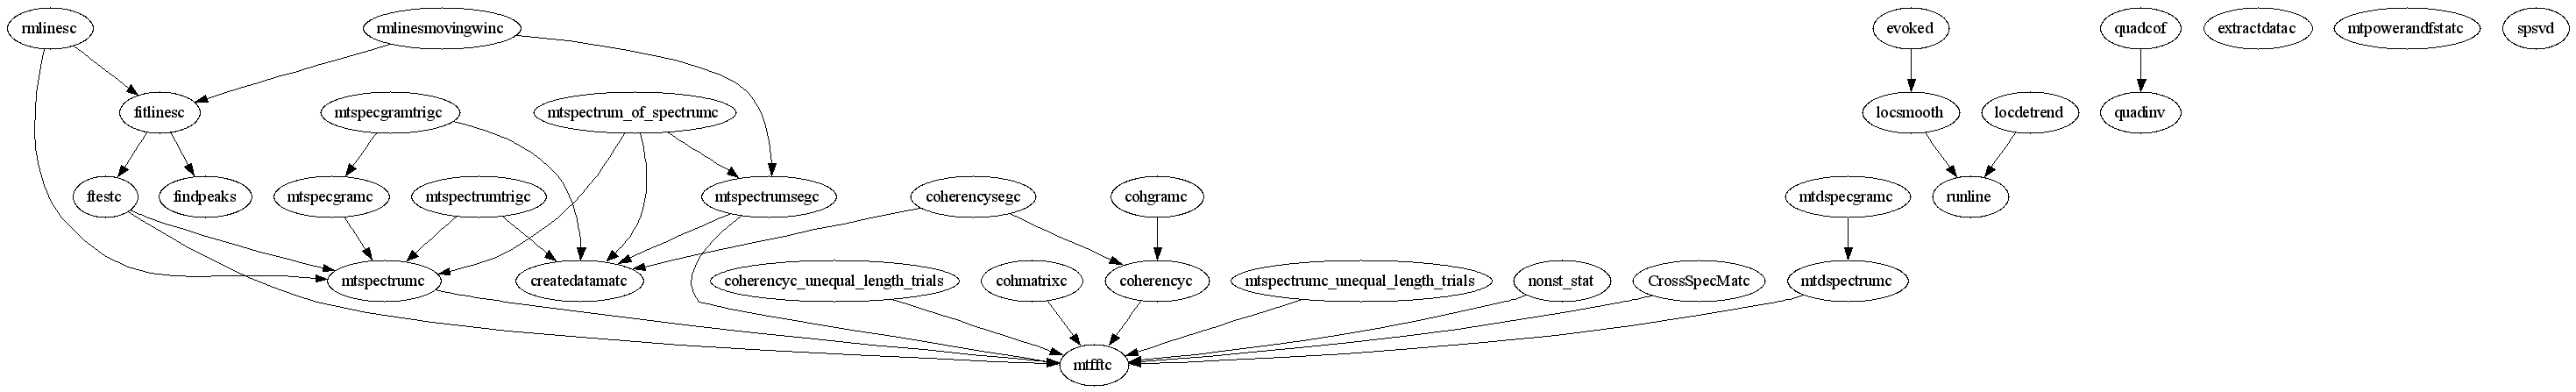 rmlinesc
rmlinesmovingwinc
evoked
quadcof
extractdatac
mtpowerandfstatc
spsvd
fitlinesc
mtspecgramtrigc
mtspectrum_of_spectrumc
locsmooth
locdetrend
quadinv
ftestc
findpeaks
mtspecgramc
mtspectrumtrigc
mtspectrumsegc
coherencysegc
cohgramc
mtdspecgramc
runline
mtspectrumc
createdatamatc
coherencyc_unequal_length_trials
cohmatrixc
coherencyc
mtspectrumc_unequal_length_trials
nonst_stat
CrossSpecMatc
mtdspectrumc
mtfftc